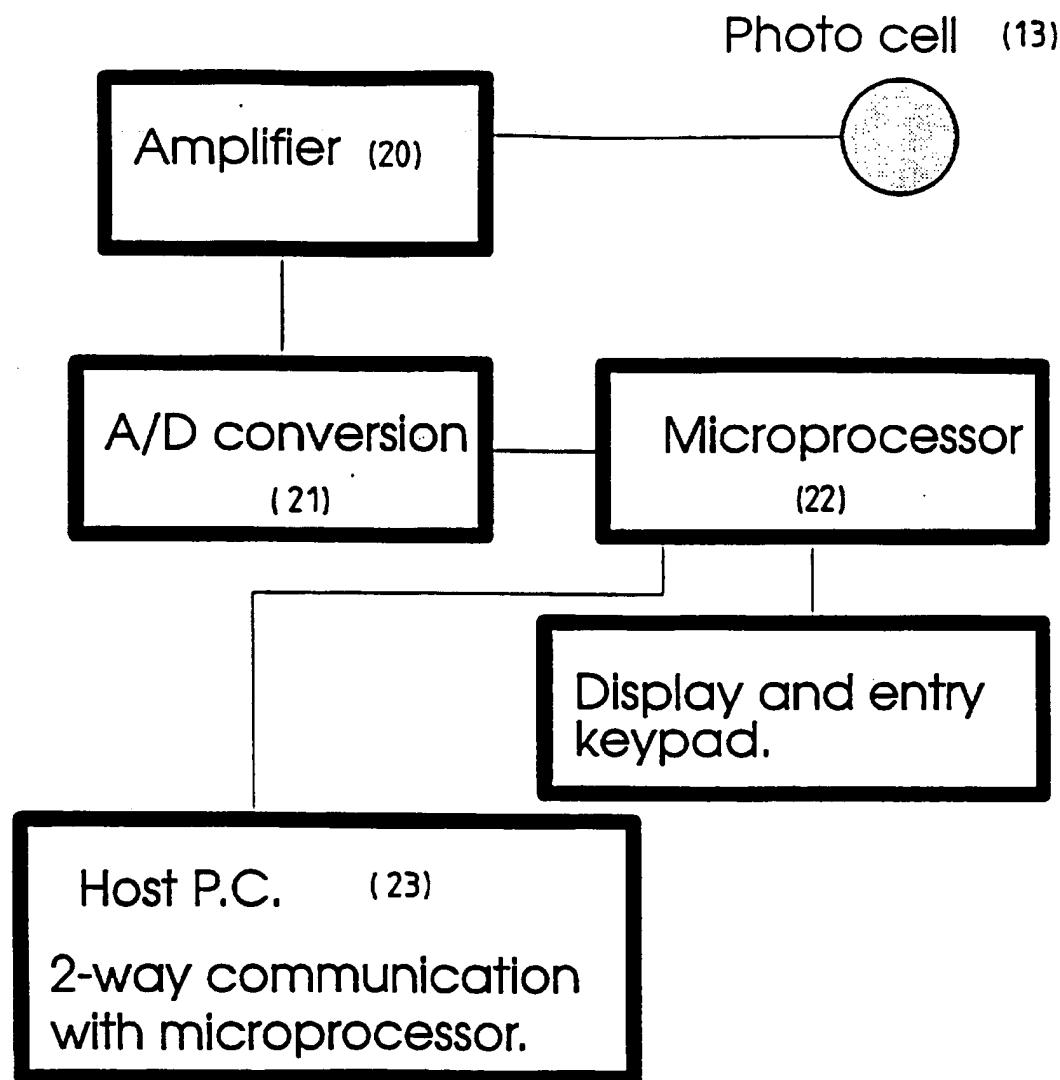 Photo cell (13)
Amplifier (20)
A/D conversion
(21)
Microprocessor
(22)
Display and entry
keypad.
Host P.C. (23)
2-way communication
with microprocessor.